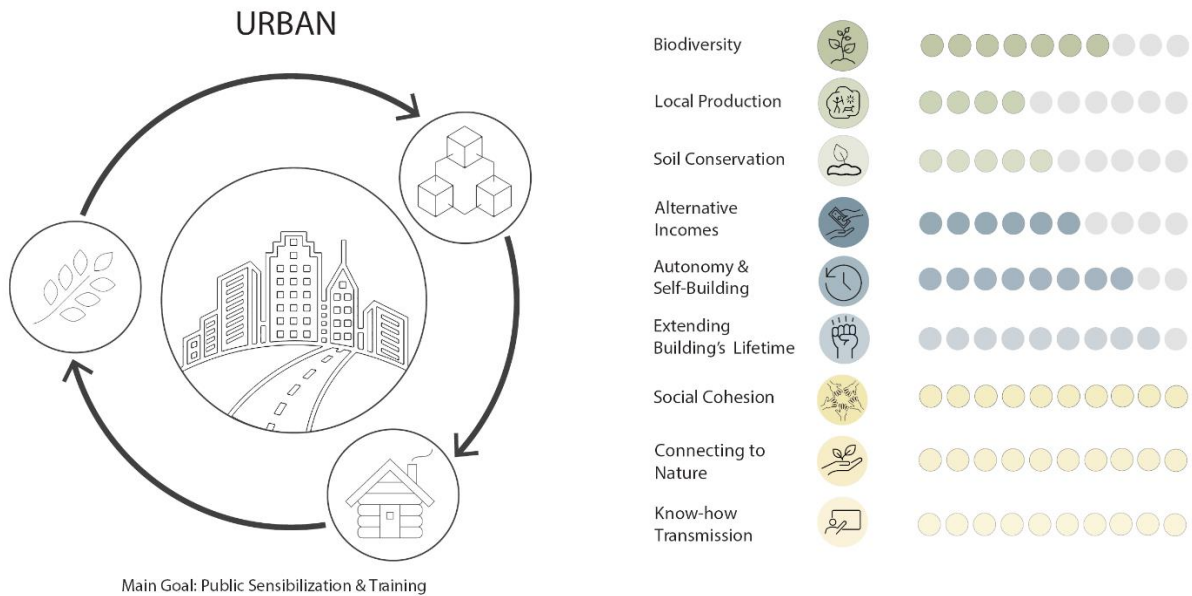 URBAN
Main Goal: Public Sensibilization & Training
Biodiversity
Local Production
Soil Conservation
Alternative
Incomes
Autonomy &
Self-Building
Extending
Building's Lifetime
Social Cohesion
Connecting to
Nature
Know-how
Transmission